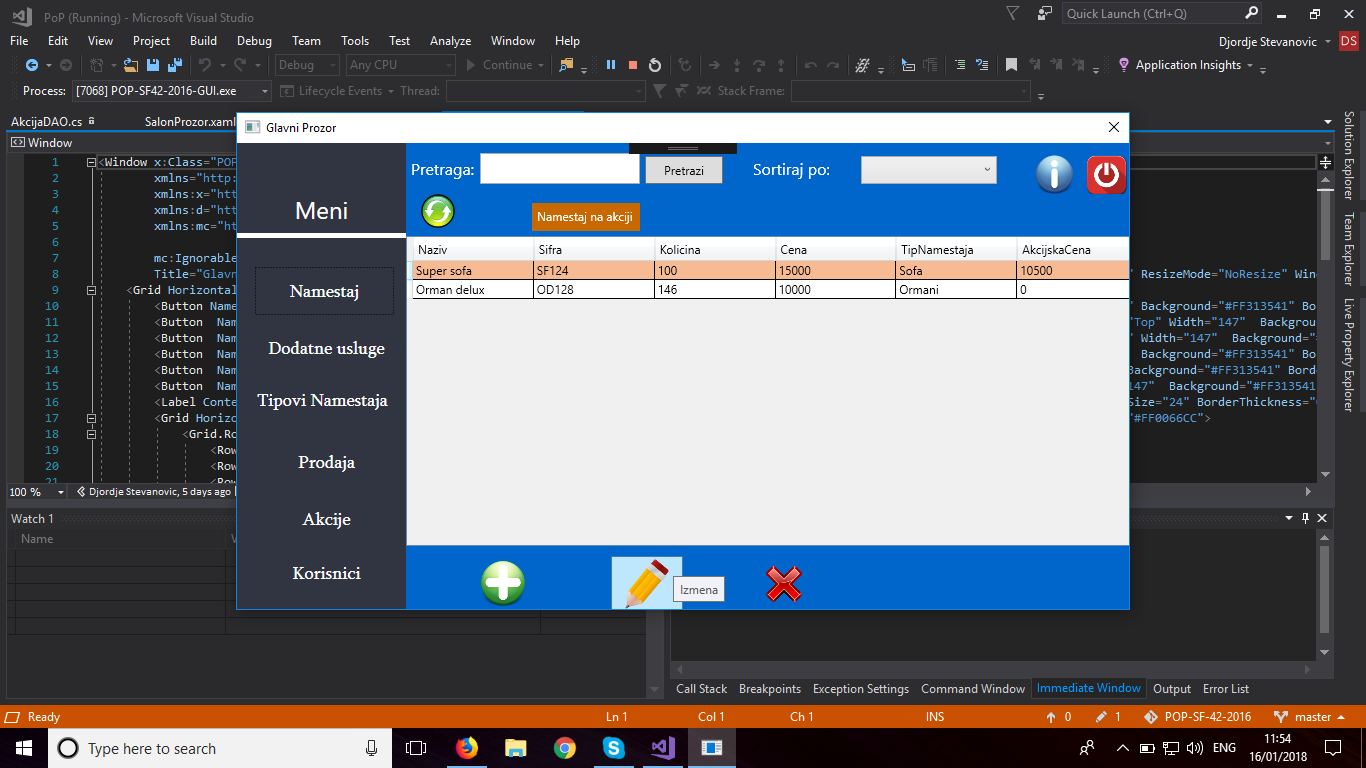 PoP (Running) - Microsoft Visual Studio
Quick Launch (Ctrl+Q)
File Edit View Project Build Debug Team Tools Test Analyze Window Help
Djordje Stevanovic DS
Debug Any CPU Continue Application Insights
Process: [7068] POP-SF42-2016-GUI.exe Lifecycle Events Thread: Stack Frame:
AkcijaDAO.cs SalonProzor.xaml
Window
1 <Window x:Class="POP
2 xmlns="http:
3 xmlns:x="htt
4 xmlns:d="htt
5 xmlns:mc="ht
6
7 mc:Ignorable
8 Title="Glavn
" ResizeMode="NoResize" Win
9 <Grid Horizontal
10 <Button Name
" Background="#FF313541" Bo
11 <Button Nam
"Top" Width="147" Backgroun
12 <Button Nam
" Width="147" Background="#
13 <Button Nam
Background="#FF313541" Bo
14 <Button Nam
Background="#FF313541" Bord
15 <Button Nam
147" Background="#FF313541
16 <Label Conte
Size="24" BorderThickness="
17 <Grid Horizo
"#FF0066CC">
18 <Grid.Ro
19 <Row
20 <Row
21 <Row
100 % Djordje Stevanovic, 5 days ago
Solution Explorer
Team Explorer
Live Property Explorer
Glavni Prozor
Meni
Namestaj
Dodatne usluge
Tipovi Namestaja
Prodaja
Akcije
Korisnici
Pretraga: Pretrazi Sortiraj po:
Namestaj na akciji
Naziv Sifra Kolicina Cena TipNamestaja AkcijskaCena
Super sofa SF124 100 15000 Sofa 10500
Orman delux OD128 146 10000 Ormani 0
Izmena
Watch 1
Name
Call Stack Breakpoints Exception Settings Command Window Immediate Window Output Error List
Ready Ln 1 Col 1 Ch 1 INS 0 1 POP-SF-42-2016 master
Type here to search
ENG 11:54
16/01/2018